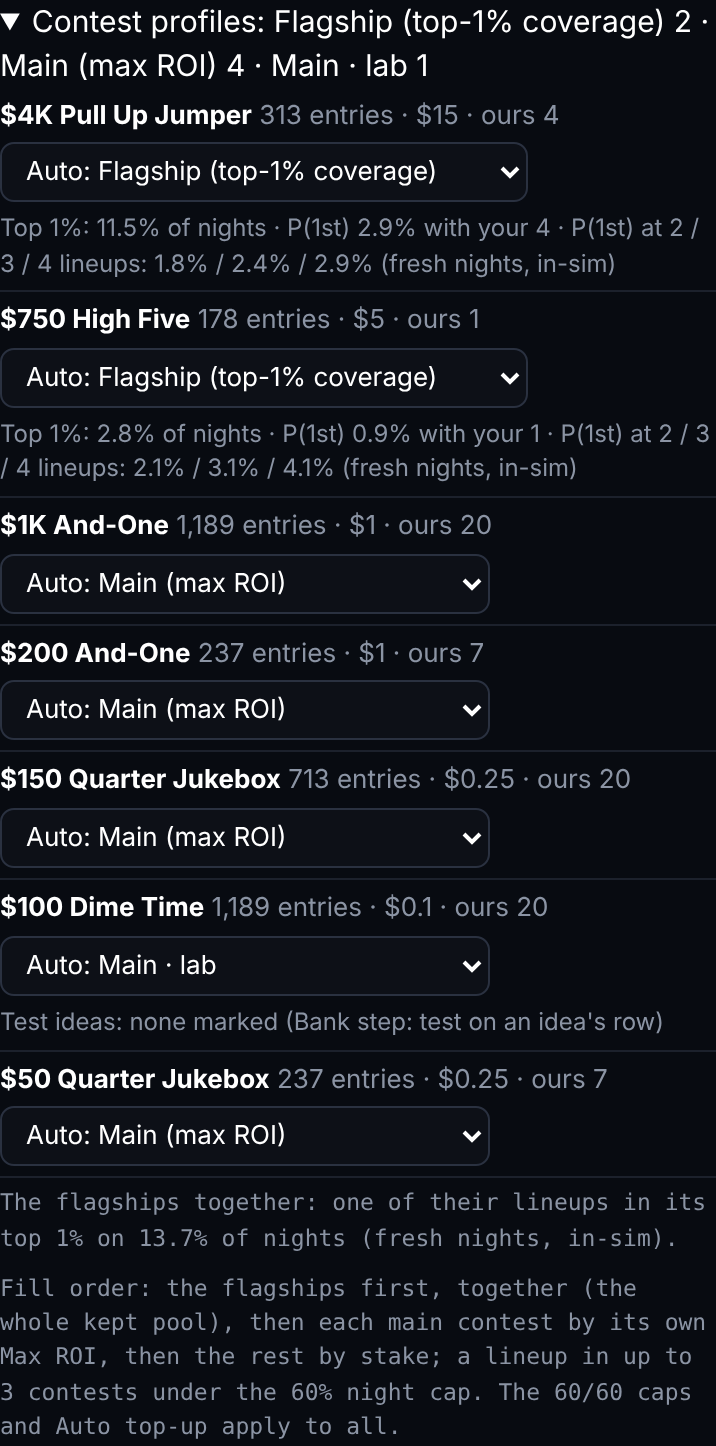 ▼ Contest profiles: Flagship (top-1% coverage) 2 ·
Main (max ROI) 4 · Main · lab 1
$4K Pull Up Jumper 313 entries · $15 · ours 4
Auto: Flagship (top-1% coverage)
Top 1%: 11.5% of nights · P(1st) 2.9% with your 4 · P(1st) at 2 /
3 / 4 lineups: 1.8% / 2.4% / 2.9% (fresh nights, in-sim)
$750 High Five 178 entries · $5 · ours 1
Auto: Flagship (top-1% coverage)
Top 1%: 2.8% of nights · P(1st) 0.9% with your 1 · P(1st) at 2 / 3
/ 4 lineups: 2.1% / 3.1% / 4.1% (fresh nights, in-sim)
$1K And-One 1,189 entries · $1 · ours 20
Auto: Main (max ROI)
$200 And-One 237 entries · $1 · ours 7
Auto: Main (max ROI)
$150 Quarter Jukebox 713 entries · $0.25 · ours 20
Auto: Main (max ROI)
$100 Dime Time 1,189 entries · $0.1 · ours 20
Auto: Main · lab
Test ideas: none marked (Bank step: test on an idea's row)
$50 Quarter Jukebox 237 entries · $0.25 · ours 7
Auto: Main (max ROI)
The flagships together: one of their lineups in its
top 1% on 13.7% of nights (fresh nights, in-sim).
Fill order: the flagships first, together (the
whole kept pool), then each main contest by its own
Max ROI, then the rest by stake; a lineup in up to
3 contests under the 60% night cap. The 60/60 caps
and Auto top-up apply to all.